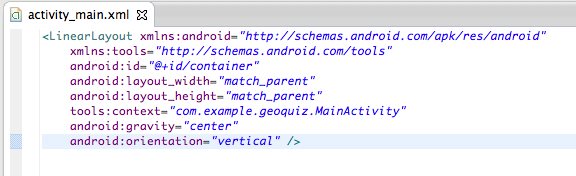 activity_main.xml
<LinearLayout xmlns:android="http://schemas.android.com/apk/res/android"
xmlns:tools="http://schemas.android.com/tools"
android:id="@+id/container"
android:layout_width="match_parent"
android:layout_height="match_parent"
tools:context="com.example.geoquiz.MainActivity"
android:gravity="center"
android:orientation="vertical" />